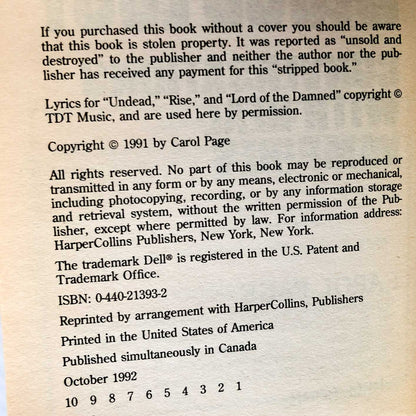 If you purchased this book without a cover you should be aware
that this book is stolen property. It was reported as “unsold and
destroyed” to the publisher and neither the author nor the pub-
lisher has received any payment for this “stripped book.”
Lyrics for “Undead,” “Rise,” and “Lord of the Damned” copyright ©
TDT Music, and are used here by permission.
Copyright © 1991 by Carol Page
All rights reserved. No part of this book may be reproduced or
transmitted in any form or by any means, electronic or mechanical,
including photocopying, recording, or by any information storage
and retrieval system, without the written permission of the Pub-
lisher, except where permitted by law. For information address:
HarperCollins Publishers, New York, New York.
The trademark Dell® is registered in the U.S. Patent and
Trademark Office.
ISBN: 0-440-21393-2
Reprinted by arrangement with HarperCollins, Publishers
Printed in the United States of America
Published simultaneously in Canada
October 1992
10 9 8 7 6 5 4 3 2 1